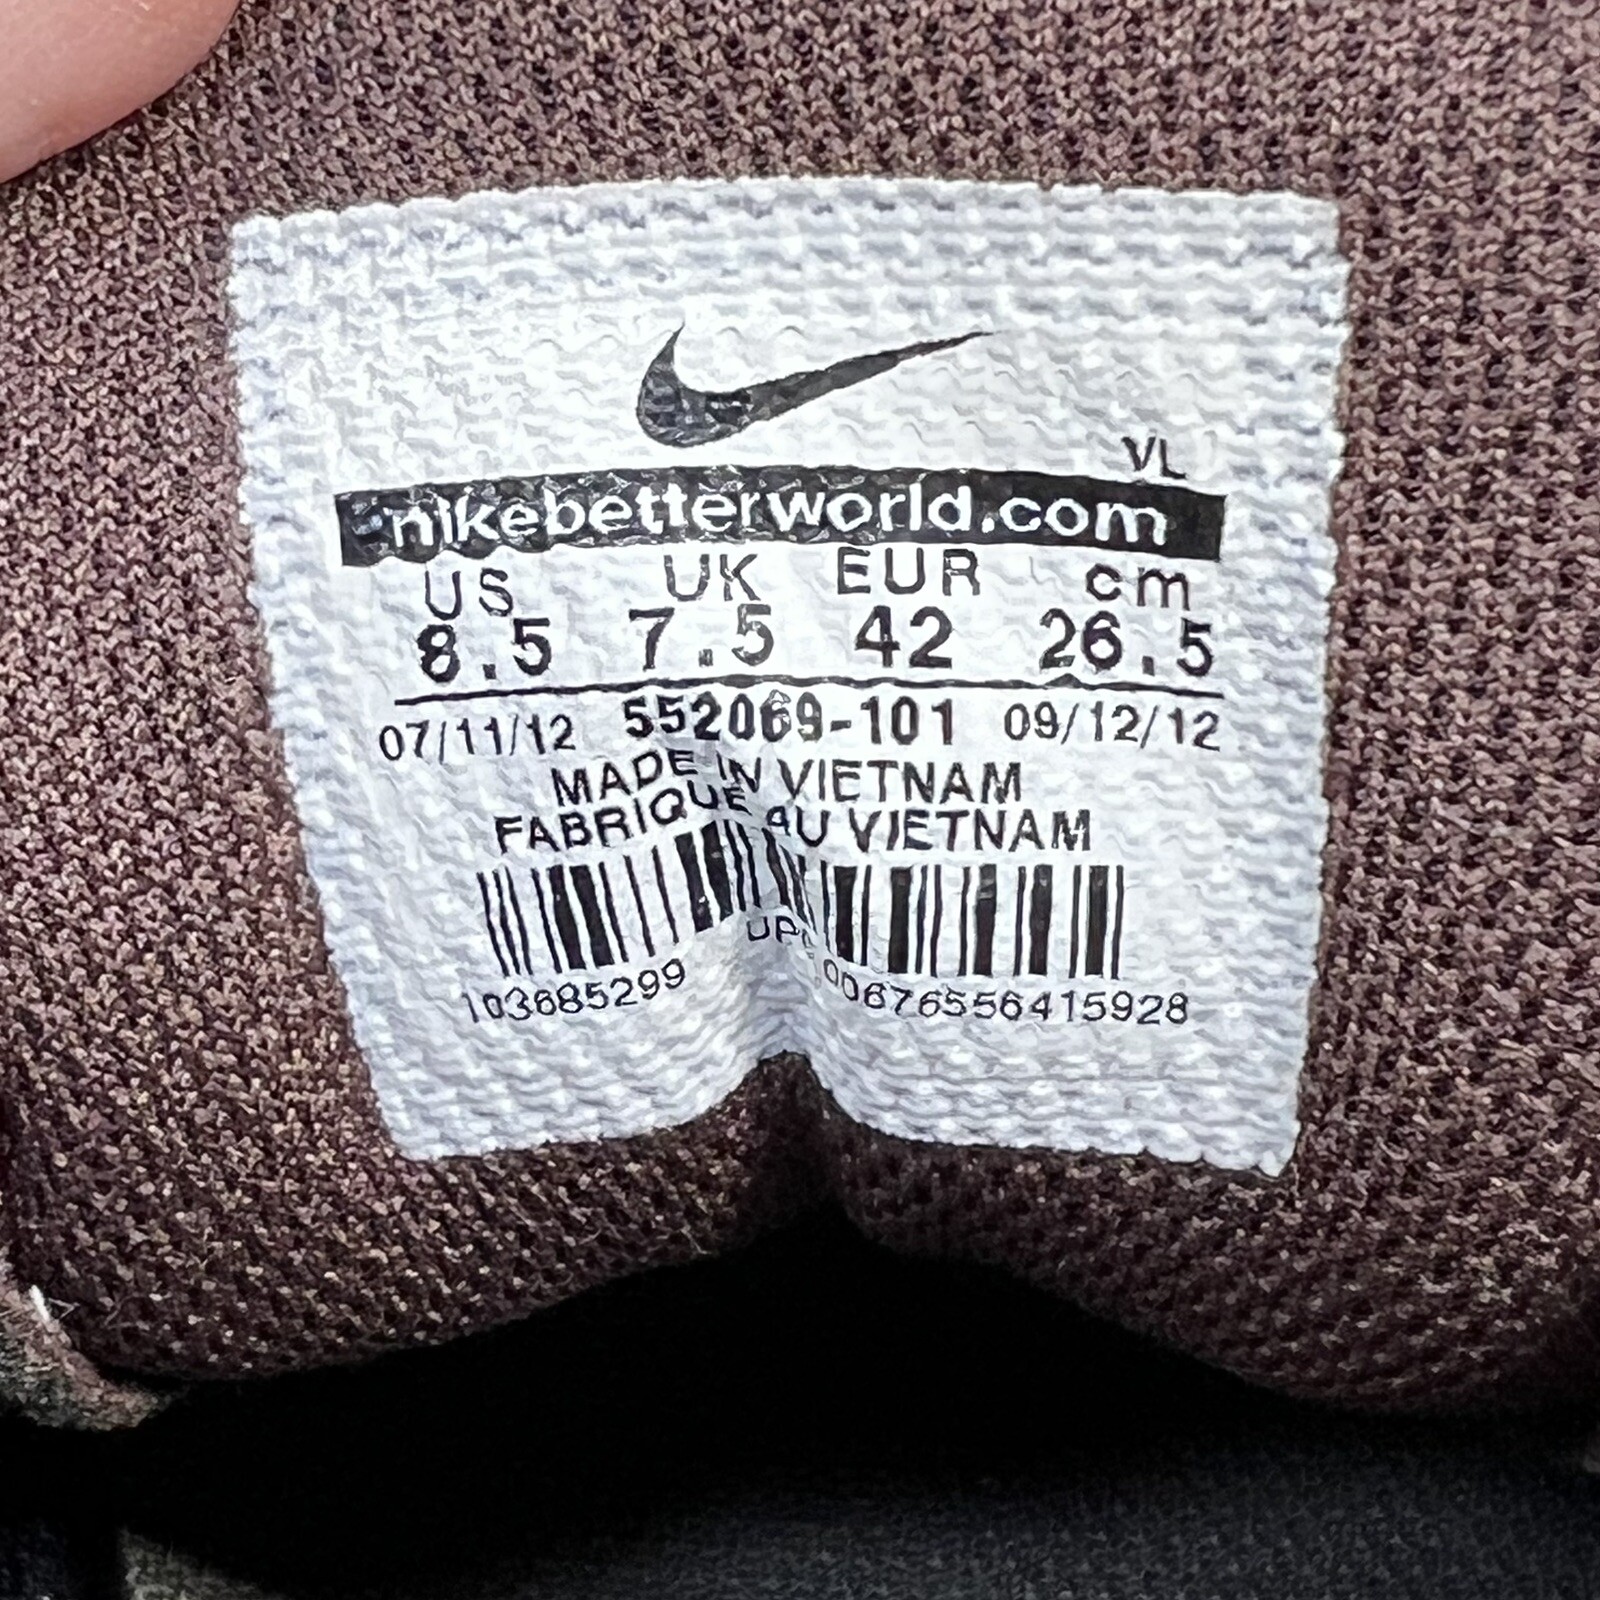 VL
nikebetterworld.com
US UK EUR cm
8.5 7.5 42 26.5
07/11/12 552069-101 09/12/12
MADE IN VIETNAM
FABRIQUE AU VIETNAM
UPC
103685299 00676556415928